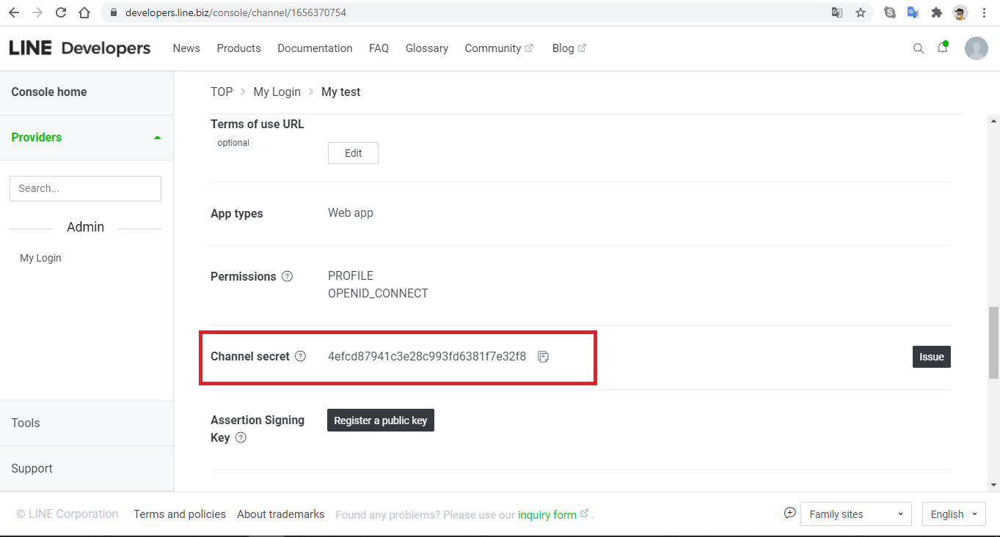 developers.line.biz/console/channel/1656370754
LINE Developers News Products Documentation FAQ Glossary Community Blog
Console home
Providers
Search...
Admin
My Login
Tools
Support
TOP > My Login > My test
Terms of use URL
optional
Edit
App types Web app
Permissions ? PROFILE
OPENID_CONNECT
Channel secret ? 4efcd87941c3e28c993fd6381f7e32f8 Issue
Assertion Signing
Key ?
Register a public key
© LINE Corporation Terms and policies About trademarks Found any problems? Please use our inquiry form . Family sites English